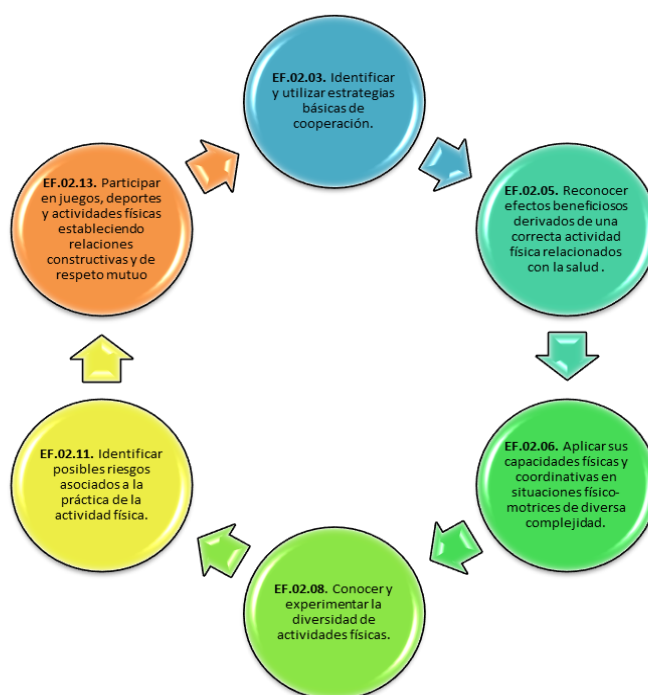 EF.02.03. Identificar
y utilizar estrategias
básicas de
cooperación.
EF.02.05. Reconocer
efectos beneficiosos
derivados de una
correcta actividad
física relacionados
con la salud .
EF.02.06. Aplicar sus
capacidades físicas y
coordinativas en
situaciones físico-
motrices de diversa
complejidad.
EF.02.08. Conocer y
experimentar la
diversidad de
actividades físicas.
EF.02.11. Identificar
posibles riesgos
asociados a la
práctica de la
actividad física.
EF.02.13. Participar
en juegos, deportes
y actividades físicas
estableciendo
relaciones
constructivas y de
respeto mutuo